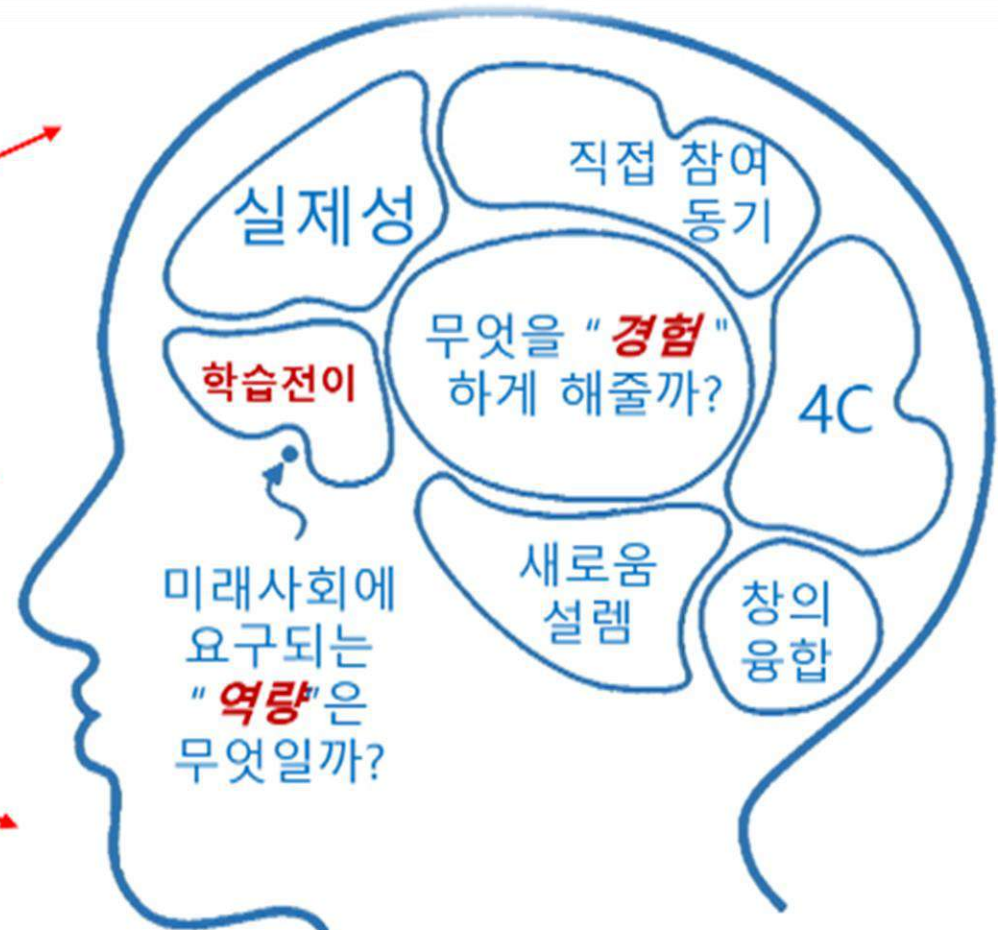 직접 참여
동기
실제성
무엇을 "경험"
하게 해줄까?
학습전이
4C
새로움
설렘
창의
융합
미래사회에
요구되는
"역량"은
무엇일까?